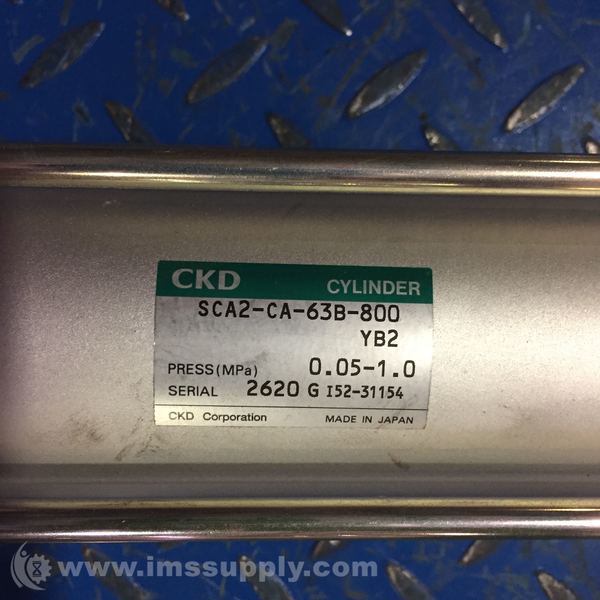 CKD CYLINDER
SCA2-CA-63B-800
YB2
PRESS(MPa) 0.05-1.0
SERIAL 2620 G I52-31154
CKD Corporation MADE IN JAPAN
www.imssupply.com